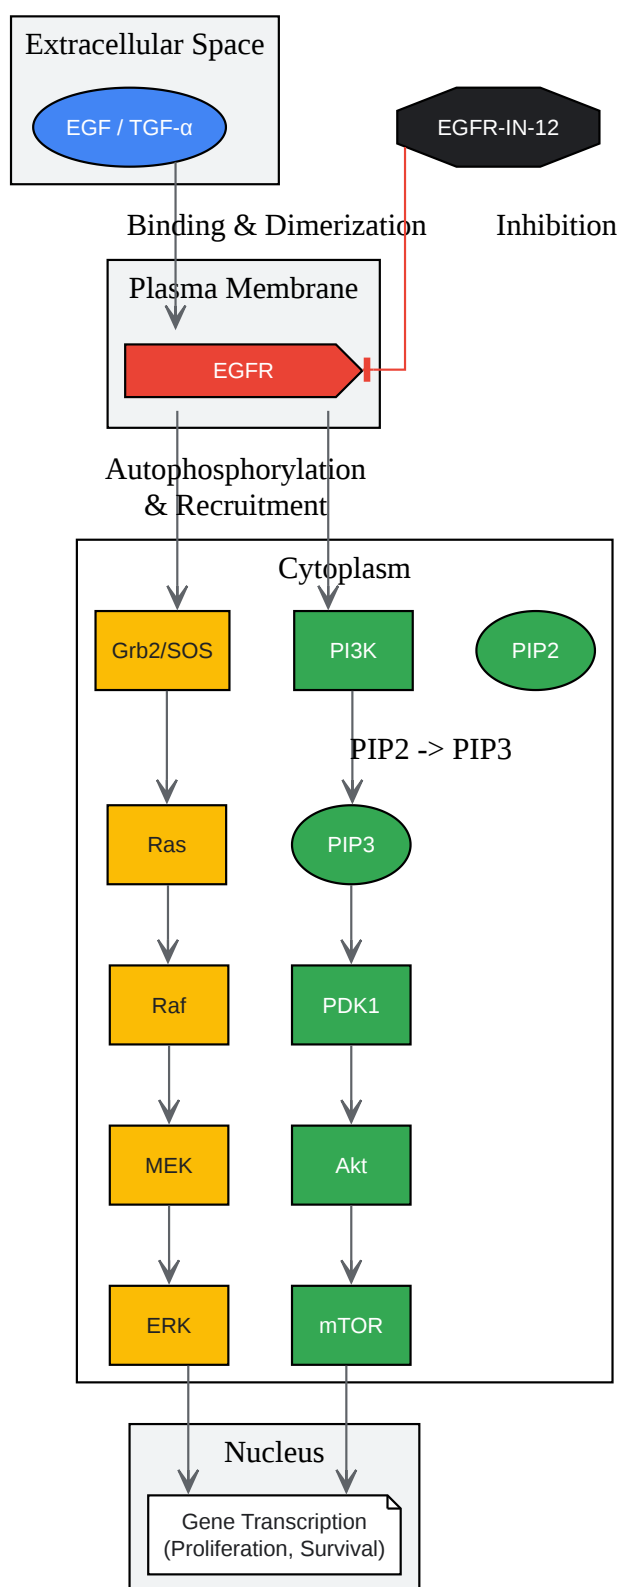 Extracellular Space
EGF / TGF-α
EGFR-IN-12
Binding & Dimerization
Inhibition
Plasma Membrane
EGFR
Autophosphorylation
& Recruitment
Cytoplasm
Grb2/SOS
PI3K
PIP2
PIP2 -> PIP3
Ras
PIP3
Raf
PDK1
MEK
Akt
ERK
mTOR
Nucleus
Gene Transcription
(Proliferation, Survival)